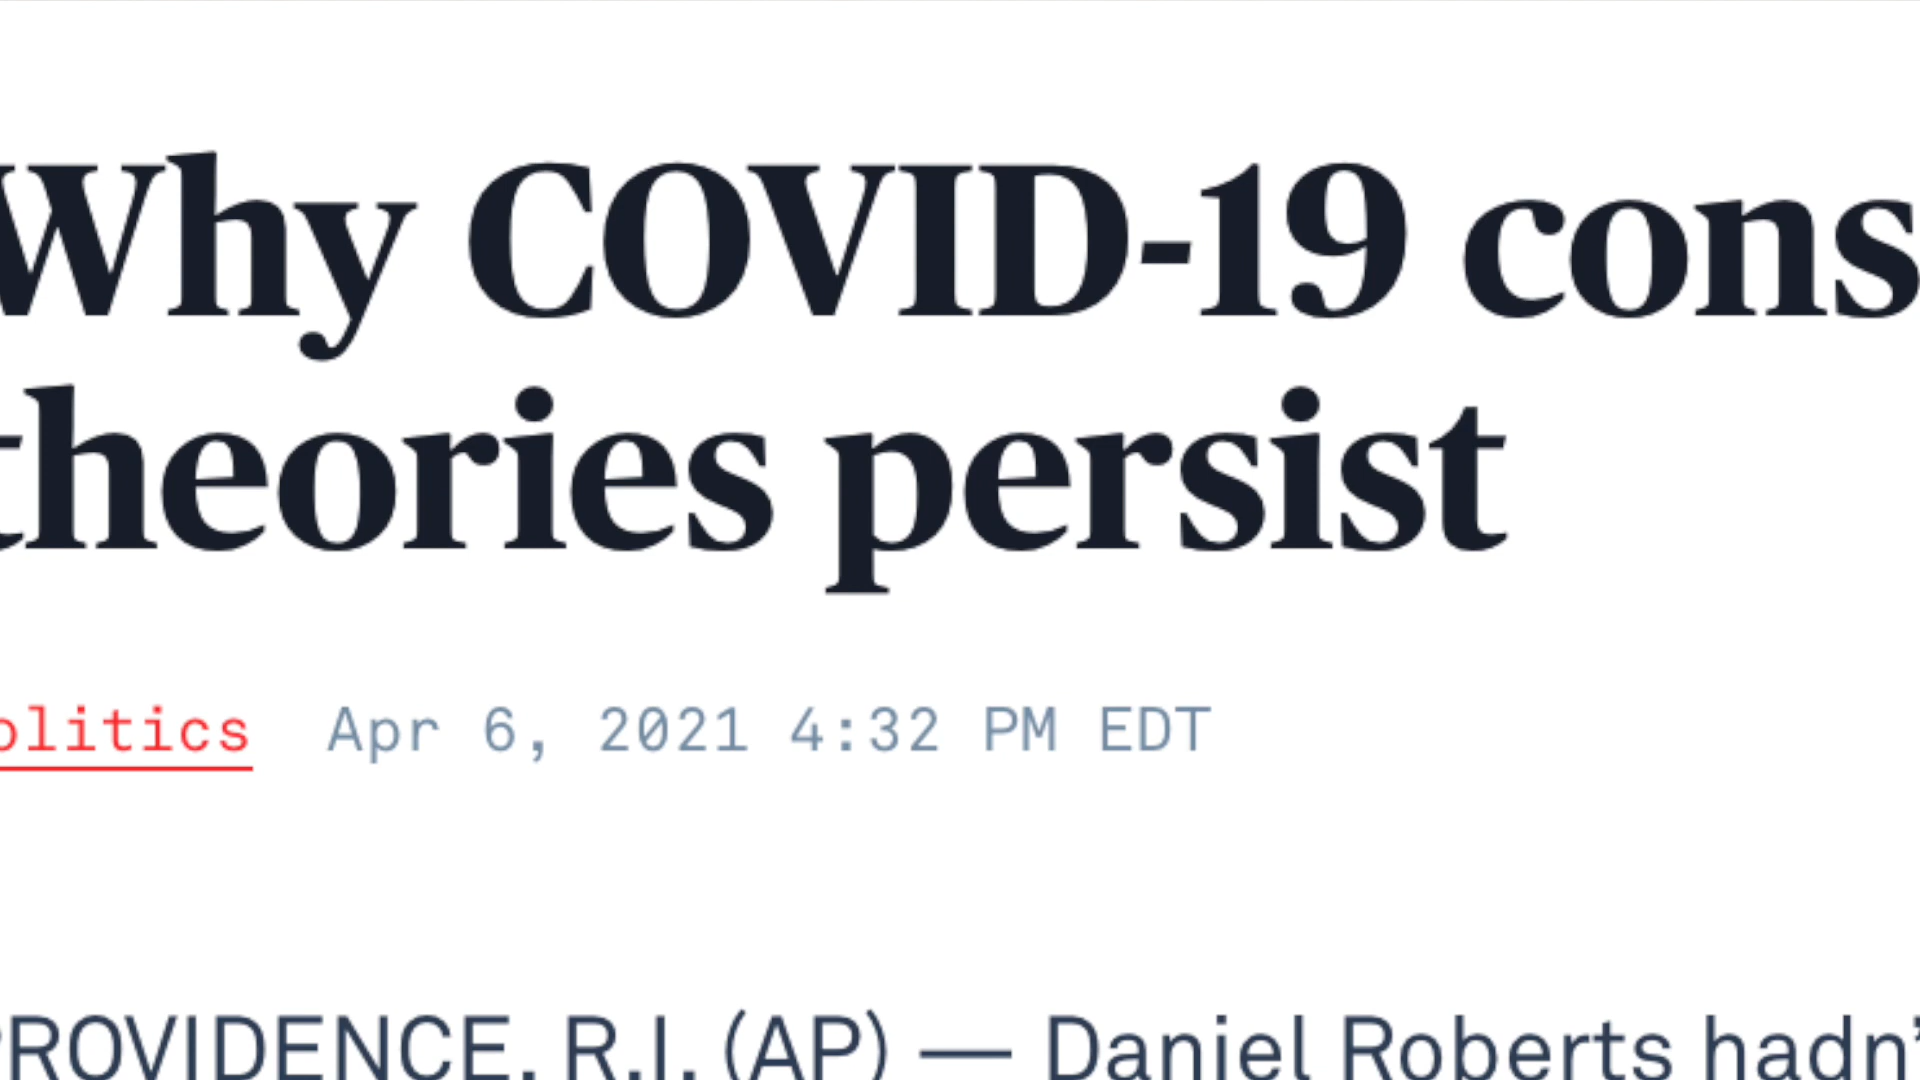 Why COVID-19 cons
theories persist
olitics Apr 6, 2021 4:32 PM EDT
ROVIDENCE, R.I. (AP) — Daniel Roberts hadn’